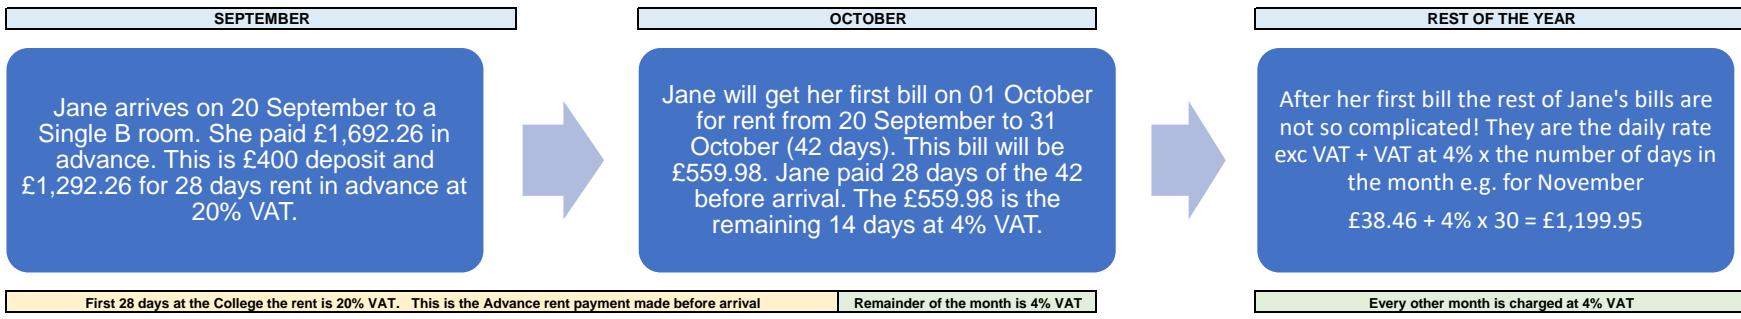 SEPTEMBER
OCTOBER
REST OF THE YEAR
Jane arrives on 20 September to a
Single B room. She paid £1,692.26 in
advance. This is £400 deposit and
£1,292.26 for 28 days rent in advance at
20% VAT.
Jane will get her first bill on 01 October
for rent from 20 September to 31
October (42 days). This bill will be
£559.98. Jane paid 28 days of the 42
before arrival. The £559.98 is the
remaining 14 days at 4% VAT.
After her first bill the rest of Jane's bills are
not so complicated! They are the daily rate
exc VAT + VAT at 4% x the number of days in
the month e.g. for November
£38.46 + 4% x 30 = £1,199.95
First 28 days at the College the rent is 20% VAT. This is the Advance rent payment made before arrival
Remainder of the month is 4% VAT
Every other month is charged at 4% VAT